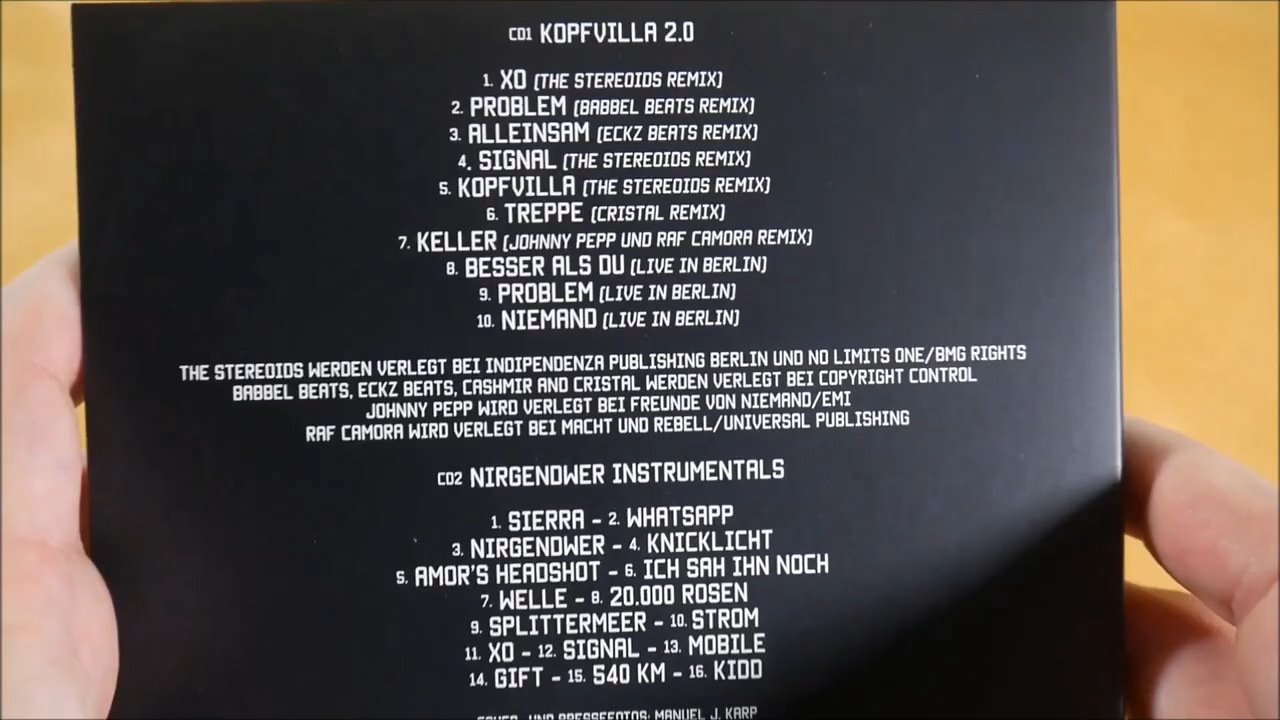 CD1 KOPFVILLA 2.0
1. XO (THE STEREOIDS REMIX)
2. PROBLEM (BABBEL BEATS REMIX)
3. ALLEINSAM (ECKZ BEATS REMIX)
4. SIGNAL (THE STEREOIDS REMIX)
5. KOPFVILLA (THE STEREOIDS REMIX)
6. TREPPE (CRISTAL REMIX)
7. KELLER (JOHNNY PEPP UND RAF CAMORA REMIX)
8. BESSER ALS DU (LIVE IN BERLIN)
9. PROBLEM (LIVE IN BERLIN)
10. NIEMAND (LIVE IN BERLIN)
THE STEREOIDS WERDEN VERLEGT BEI INDIPENDENZA PUBLISHING BERLIN UND NO LIMITS ONE/BMG RIGHTS
BABBEL BEATS, ECKZ BEATS, CASHMIR AND CRISTAL WERDEN VERLEGT BEI COPYRIGHT CONTROL
JOHNNY PEPP WIRD VERLEGT BEI FREUNDE VON NIEMAND/EMI
RAF CAMORA WIRD VERLEGT BEI MACHT UND REBELL/UNIVERSAL PUBLISHING
CD2 NIRGENDWER INSTRUMENTALS
1. SIERRA - 2. WHATSAPP
3. NIRGENDWER - 4. KNICKLICHT
5. AMOR'S HEADSHOT - 6. ICH SAH IHN NOCH
7. WELLE - 8. 20.000 ROSEN
9. SPLITTERMEER - 10. STROM
11. XO - 12. SIGNAL - 13. MOBILE
14. GIFT - 15. 540 KM - 16. KIDD
COVER- UND PRESSEFOTOS: MANUEL J. KARP